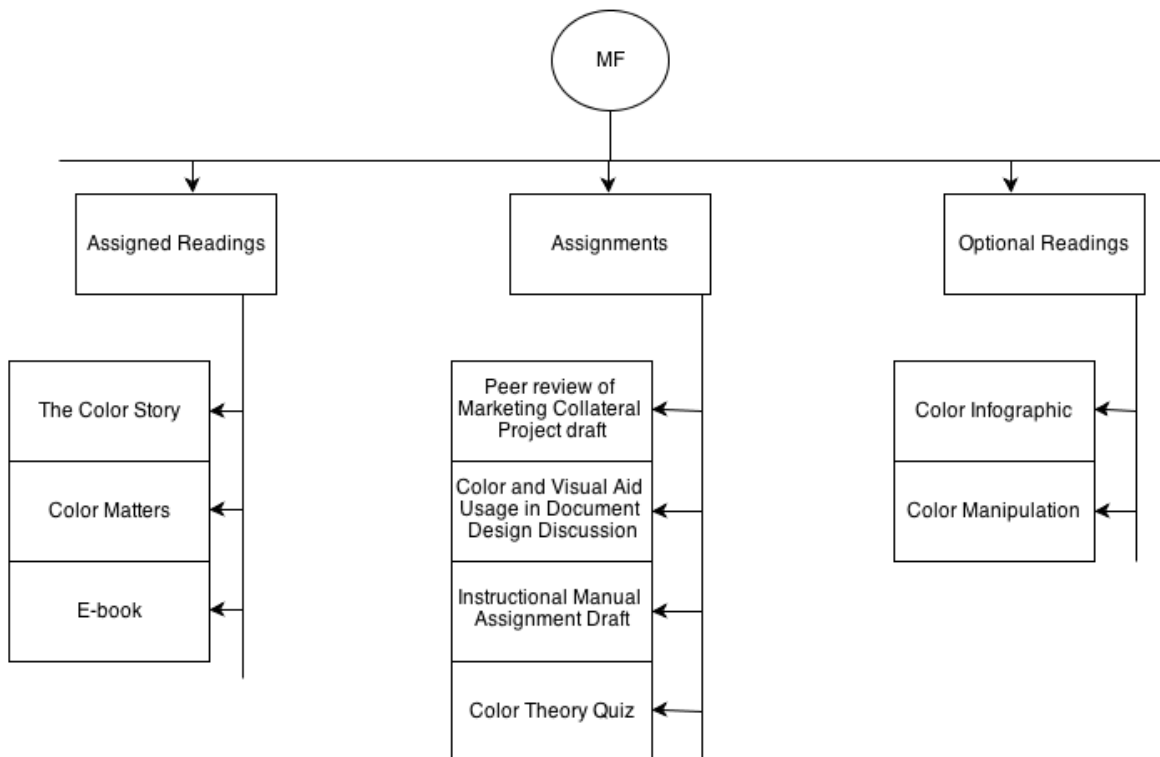 MF
Assigned Readings
Assignments
Optional Readings
The Color Story
Color Matters
E-book
Peer review of
Marketing Collateral
Project draft
Color and Visual Aid
Usage in Document
Design Discussion
Instructional Manual
Assignment Draft
Color Theory Quiz
Color Infographic
Color Manipulation